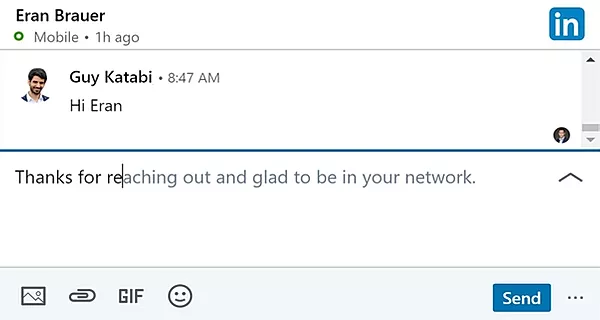 Eran Brauer
Mobile • 1h ago
in
Guy Katabi • 8:47 AM
Hi Eran
Thanks for reaching out and glad to be in your network.
GIF
Send